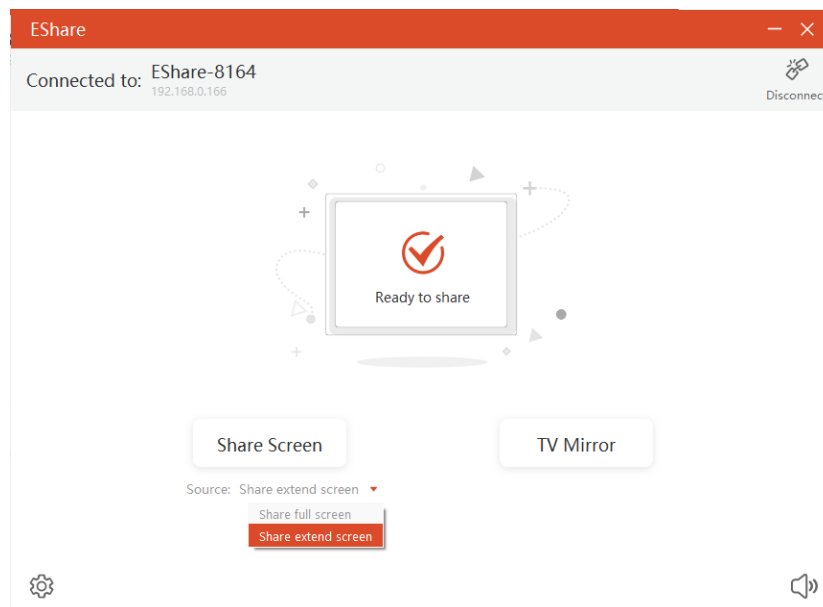 EShare
Connected to: EShare-8164
192.168.0.166
Disconnec
Ready to share
Share Screen
TV Mirror
Source: Share extend screen
Share full screen
Share extend screen